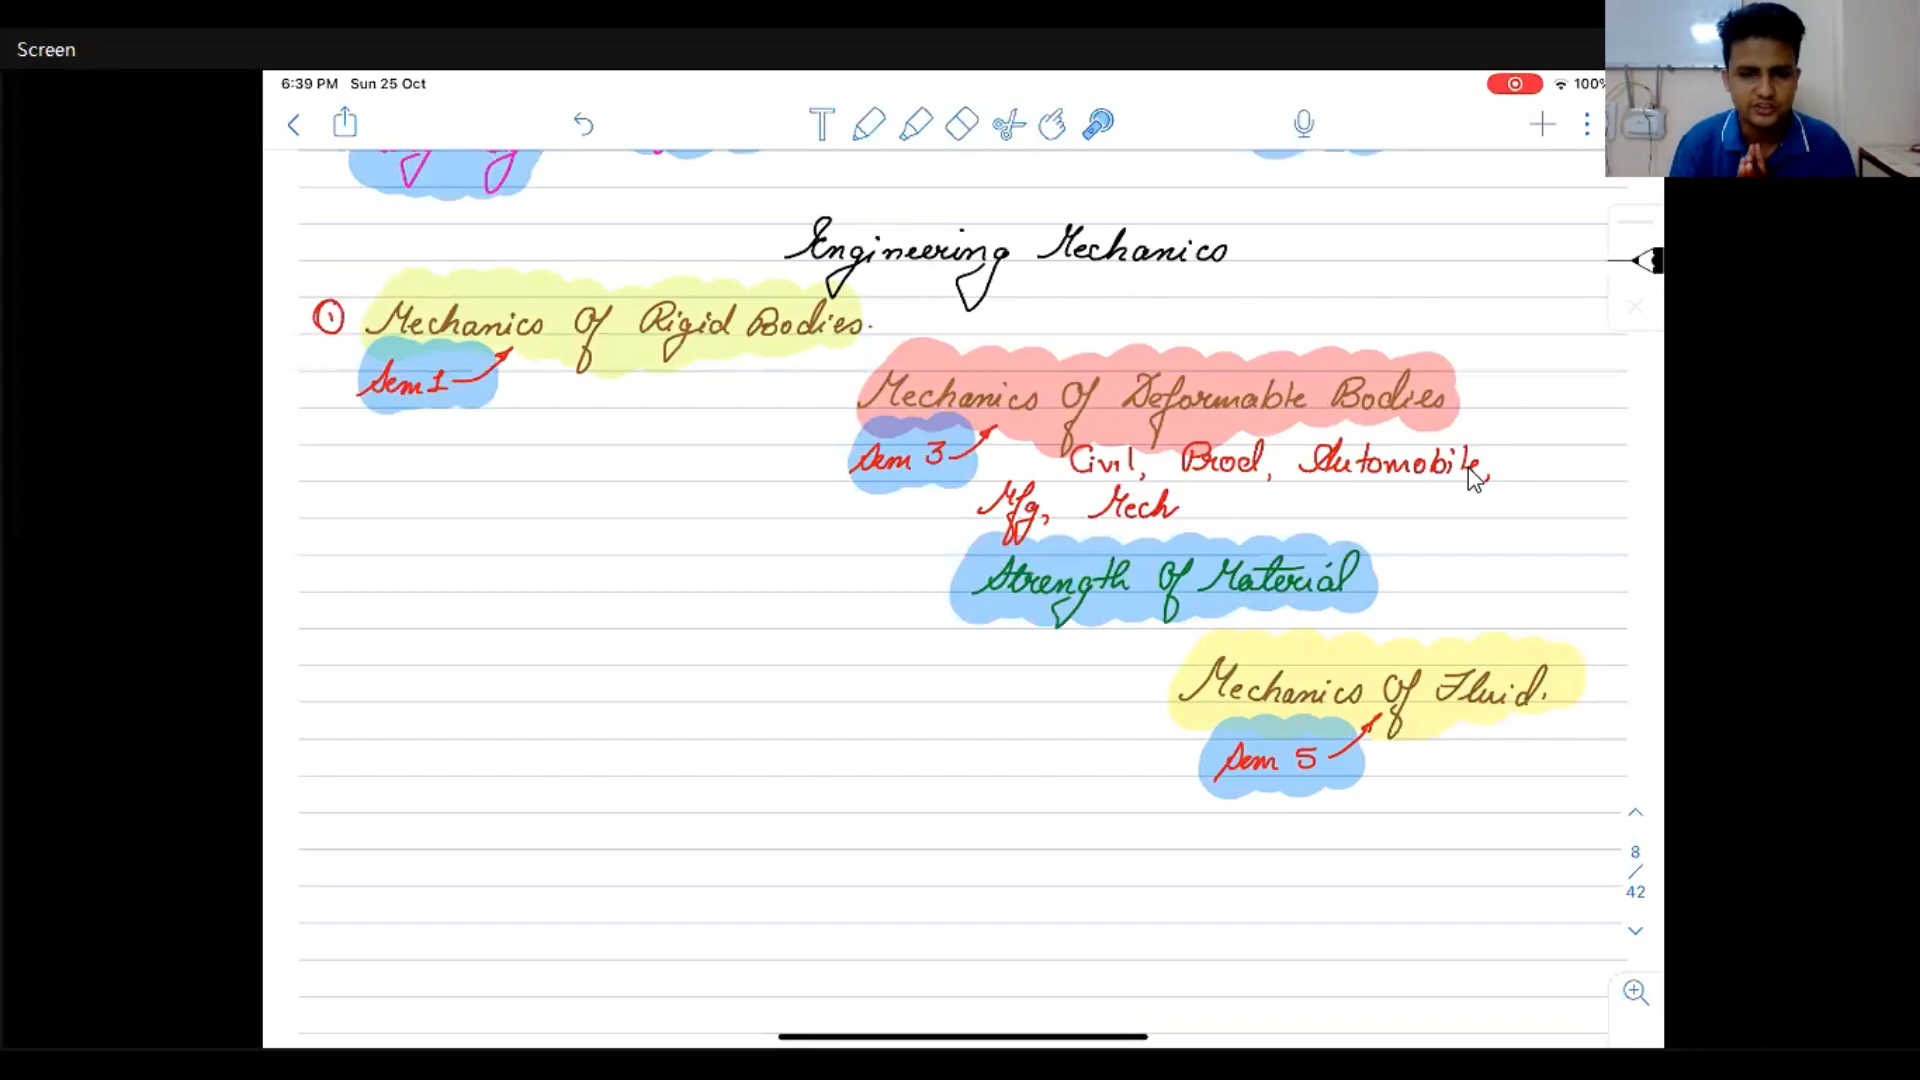 Screen
6:39 PM Sun 25 Oct
100%
Engineering Mechanics
① Mechanics Of Rigid Bodies.
Sem 1
Mechanics Of Deformable Bodies
Sem 3
Civil, Prod, Automobile,
Mfg, Mech
Strength Of Material
Mechanics Of Fluid.
Sem 5
8
/
42